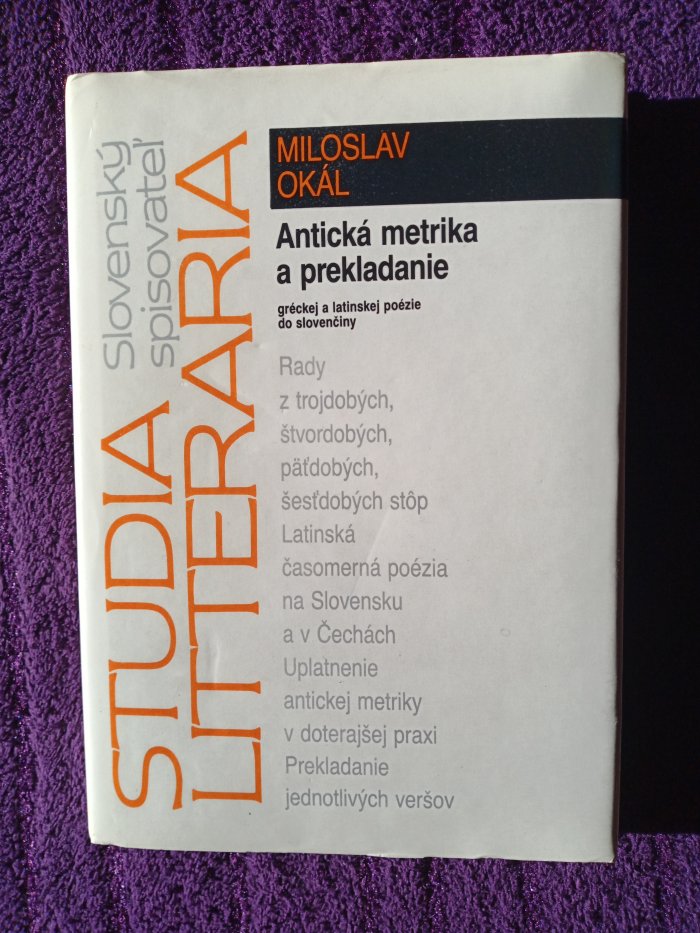 Slovenský
spisovateľ
STUDIA
LITTERARIA
MILOSLAV
OKÁL
Antická metrika
a prekladanie
gréckej a latinskej poézie
do slovenčiny
Rady
z trojdobých,
štvordobých,
päťdobých,
šesťdobých stôp
Latinská
časomerná poézia
na Slovensku
a v Čechách
Uplatnenie
antickej metriky
v doterajšej praxi
Prekladanie
jednotlivých veršov